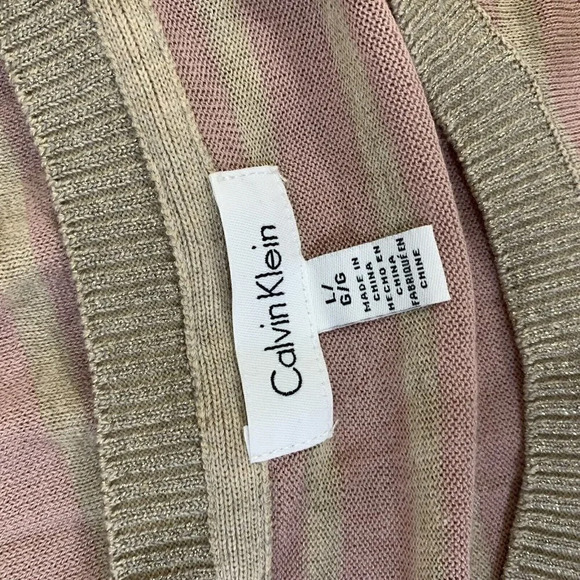 Calvin Klein
L/
G/G
MADE IN
CHINA
HECHO EN
CHINA
FABRIQUÉ EN
CHINE